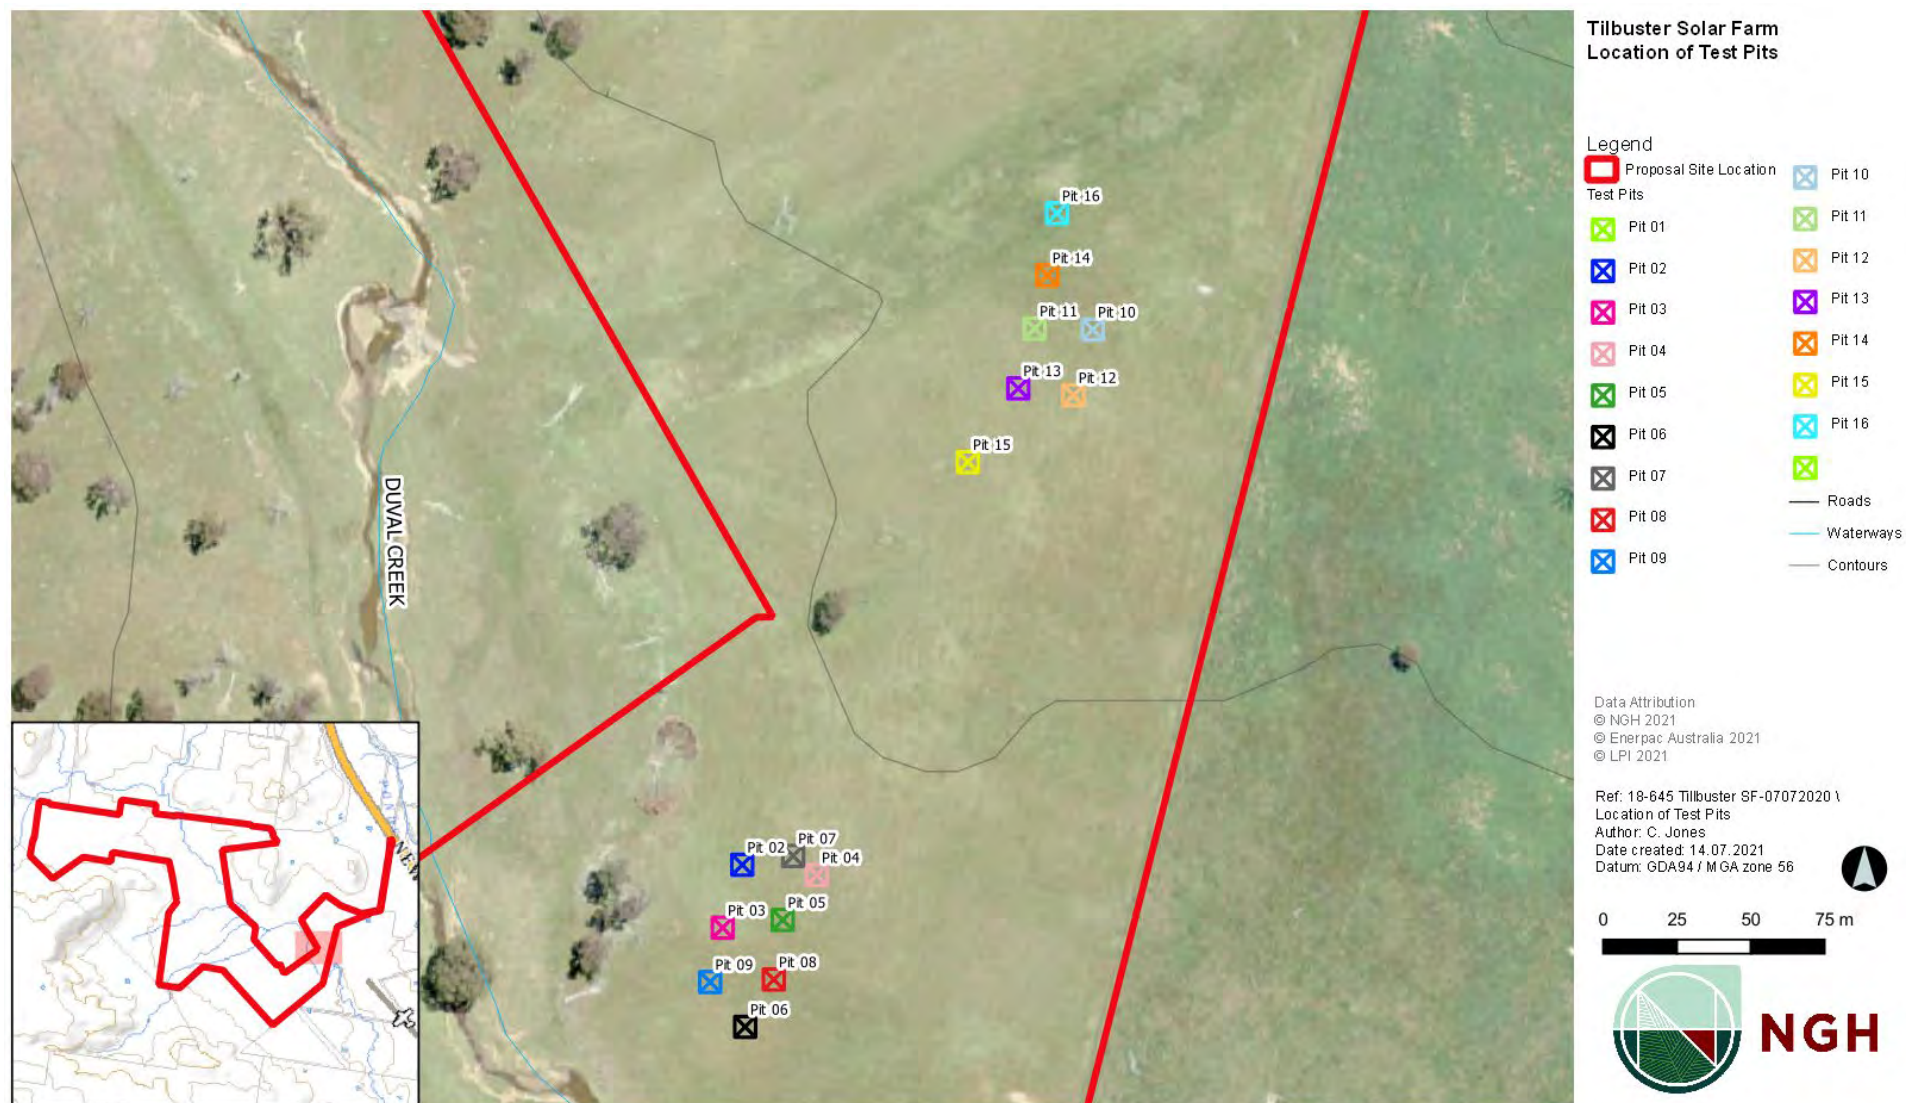 Tilbuster Solar Farm
Location of Test Pits
Legend
Proposal Site Location
Test Pits
Pit 01
Pit 02
Pit 03
Pit 04
Pit 05
Pit 06
Pit 07
Pit 08
Pit 09
Pit 10
Pit 11
Pit 12
Pit 13
Pit 14
Pit 15
Pit 16
Roads
Waterways
Contours
Pit 16
Pit 14
Pit 11
Pit 10
Pit 13
Pit 12
Pit 15
DUVAL CREEK
Pit 02
Pit 07
Pit 04
Pit 03
Pit 05
Pit 09
Pit 08
Pit 06
NEW
Data Attribution
© NGH 2021
© Enerpac Australia 2021
© LPI 2021
Ref: 18-645 Tillbuster SF-07072020 \
Location of Test Pits
Author: C. Jones
Date created: 14.07.2021
Datum: GDA94 / MGA zone 56
0 25 50 75 m
NGH